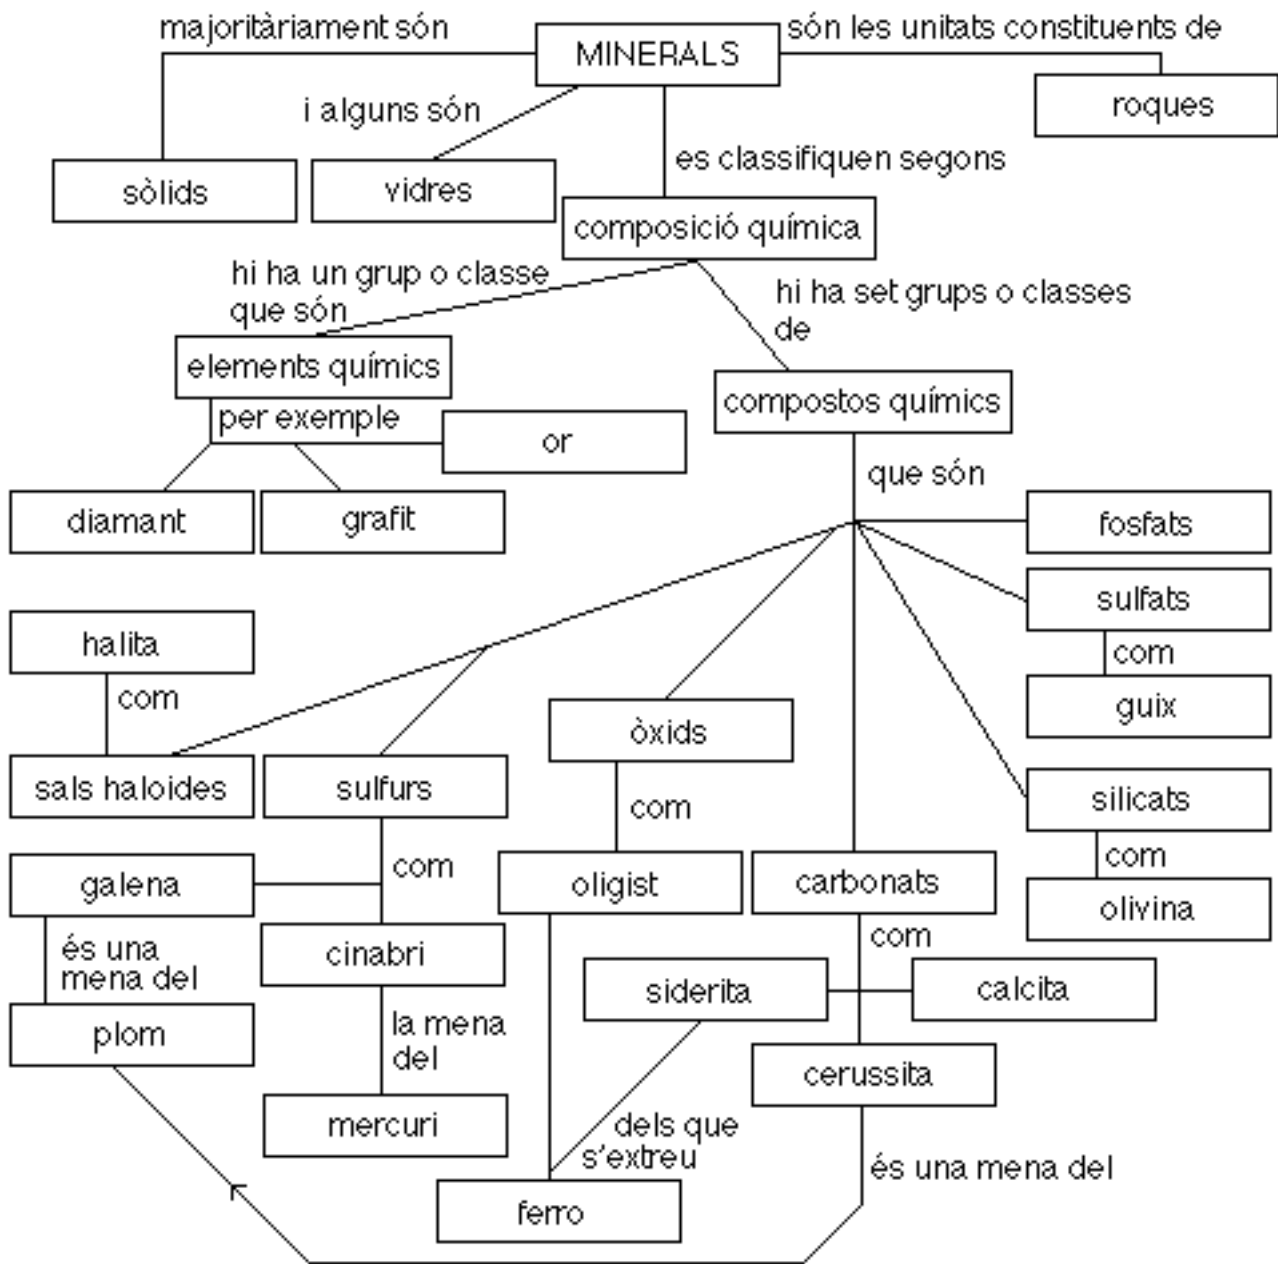 majoritàriament són
MINERALS
són les unitats constituents de
roques
i alguns són
es classifiquen segons
sòlids
vidres
composició química
hi ha un grup o classe
que són
hi ha set grups o classes
de
elements químics
compostos químics
per exemple
or
que són
diamant
grafit
fosfats
sulfats
com
guix
halita
com
òxids
sals haloides
sulfurs
silicats
com
com
com
galena
oligist
carbonats
olivina
és una
mena del
cinabri
com
siderita
calcita
plom
la mena
del
cerussita
mercuri
dels que
s'extreu
és una mena del
ferro